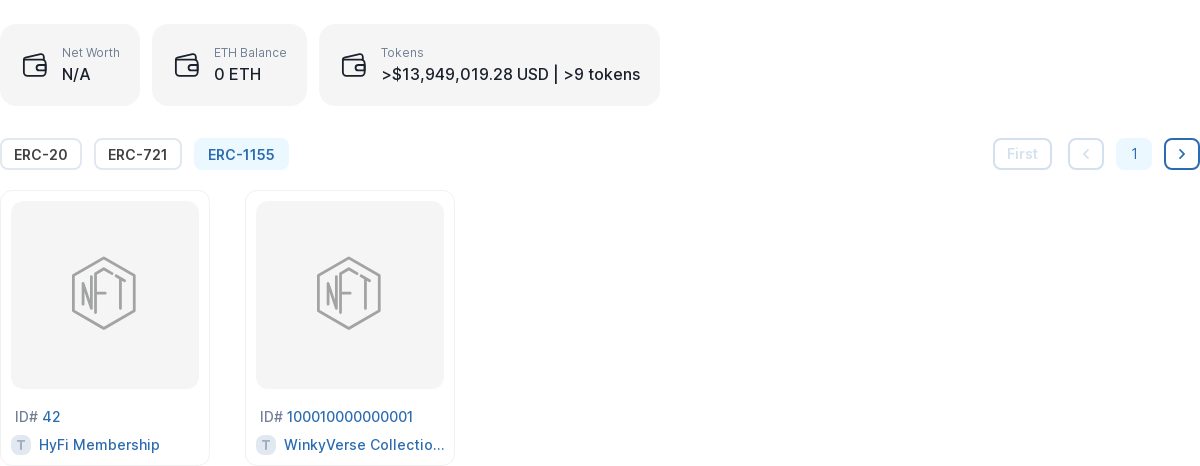 Net Worth
N/A
ETH Balance
0 ETH
Tokens
>$13,949,019.28 USD | >9 tokens
ERC-20
ERC-721
ERC-1155
First
1
NFT
ID# 42
T HyFi Membership
NFT
ID# 100010000000001
T WinkyVerse Collectio...